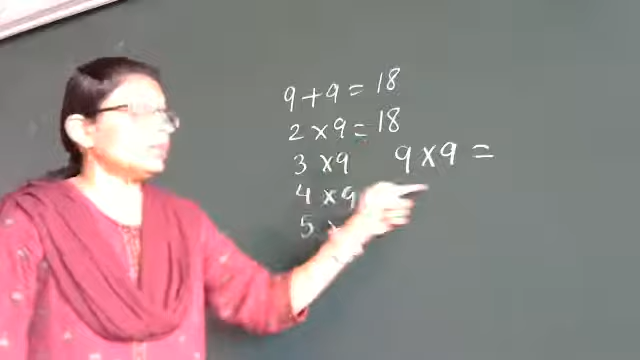 9 + 9 = 18
2 × 9 = 18
3 × 9
9 × 9 =
4 × 9
5 ×